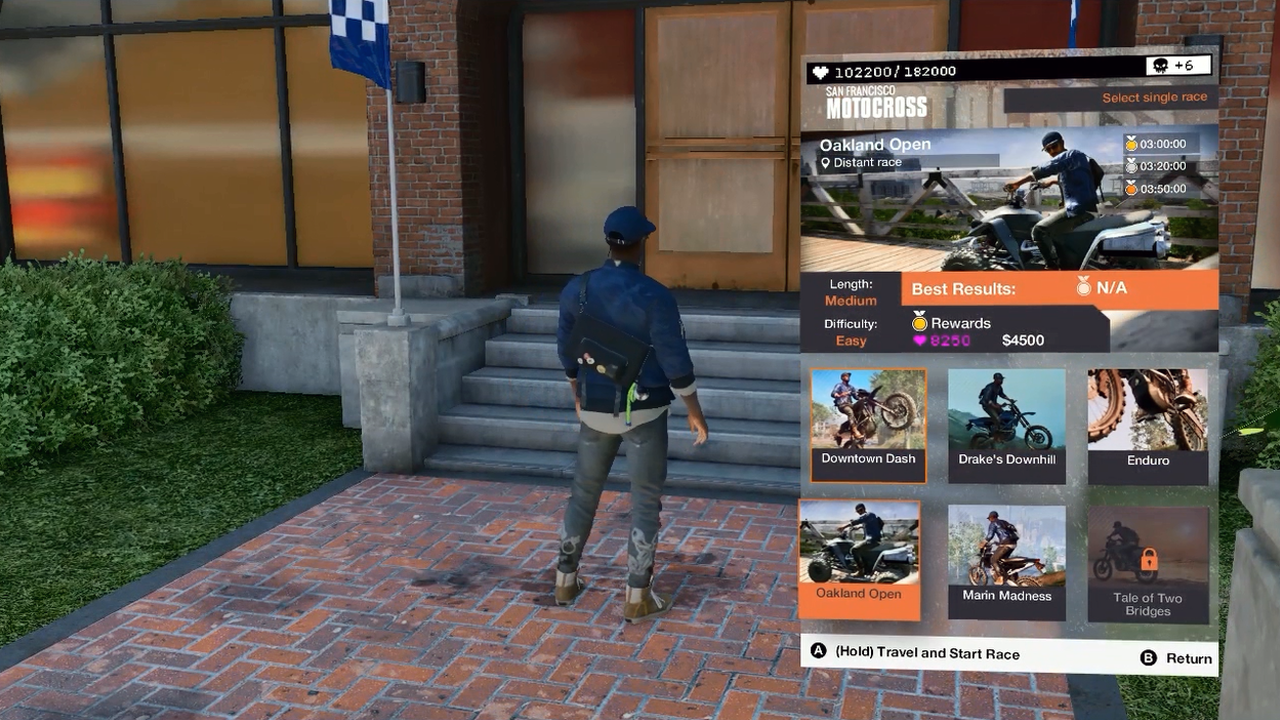 102200/182000
+6
SAN FRANCISCO
MOTOCROSS
Select single race
Oakland Open
Distant race
03:00:00
03:20:00
03:50:00
Length:
Medium
Best Results:
N/A
Difficulty:
Easy
Rewards
8250
$4500
Downtown Dash
Drake's Downhill
Enduro
Oakland Open
Marin Madness
Tale of Two
Bridges
A (Hold) Travel and Start Race
B Return